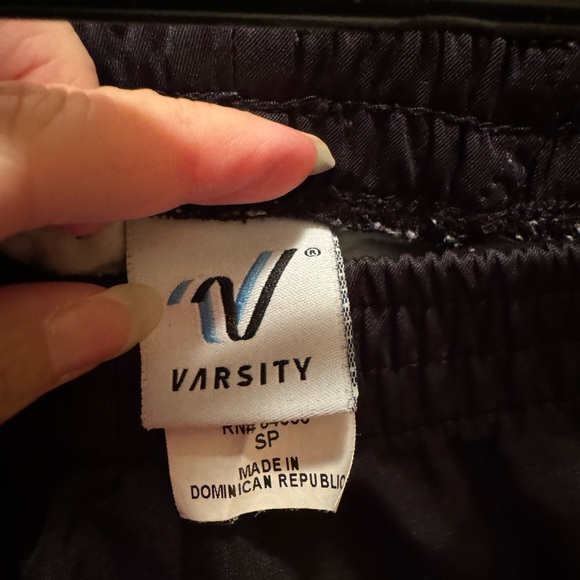 ®
VARSITY
RN#
SP
MADE IN
DOMINICAN REPUBLIC